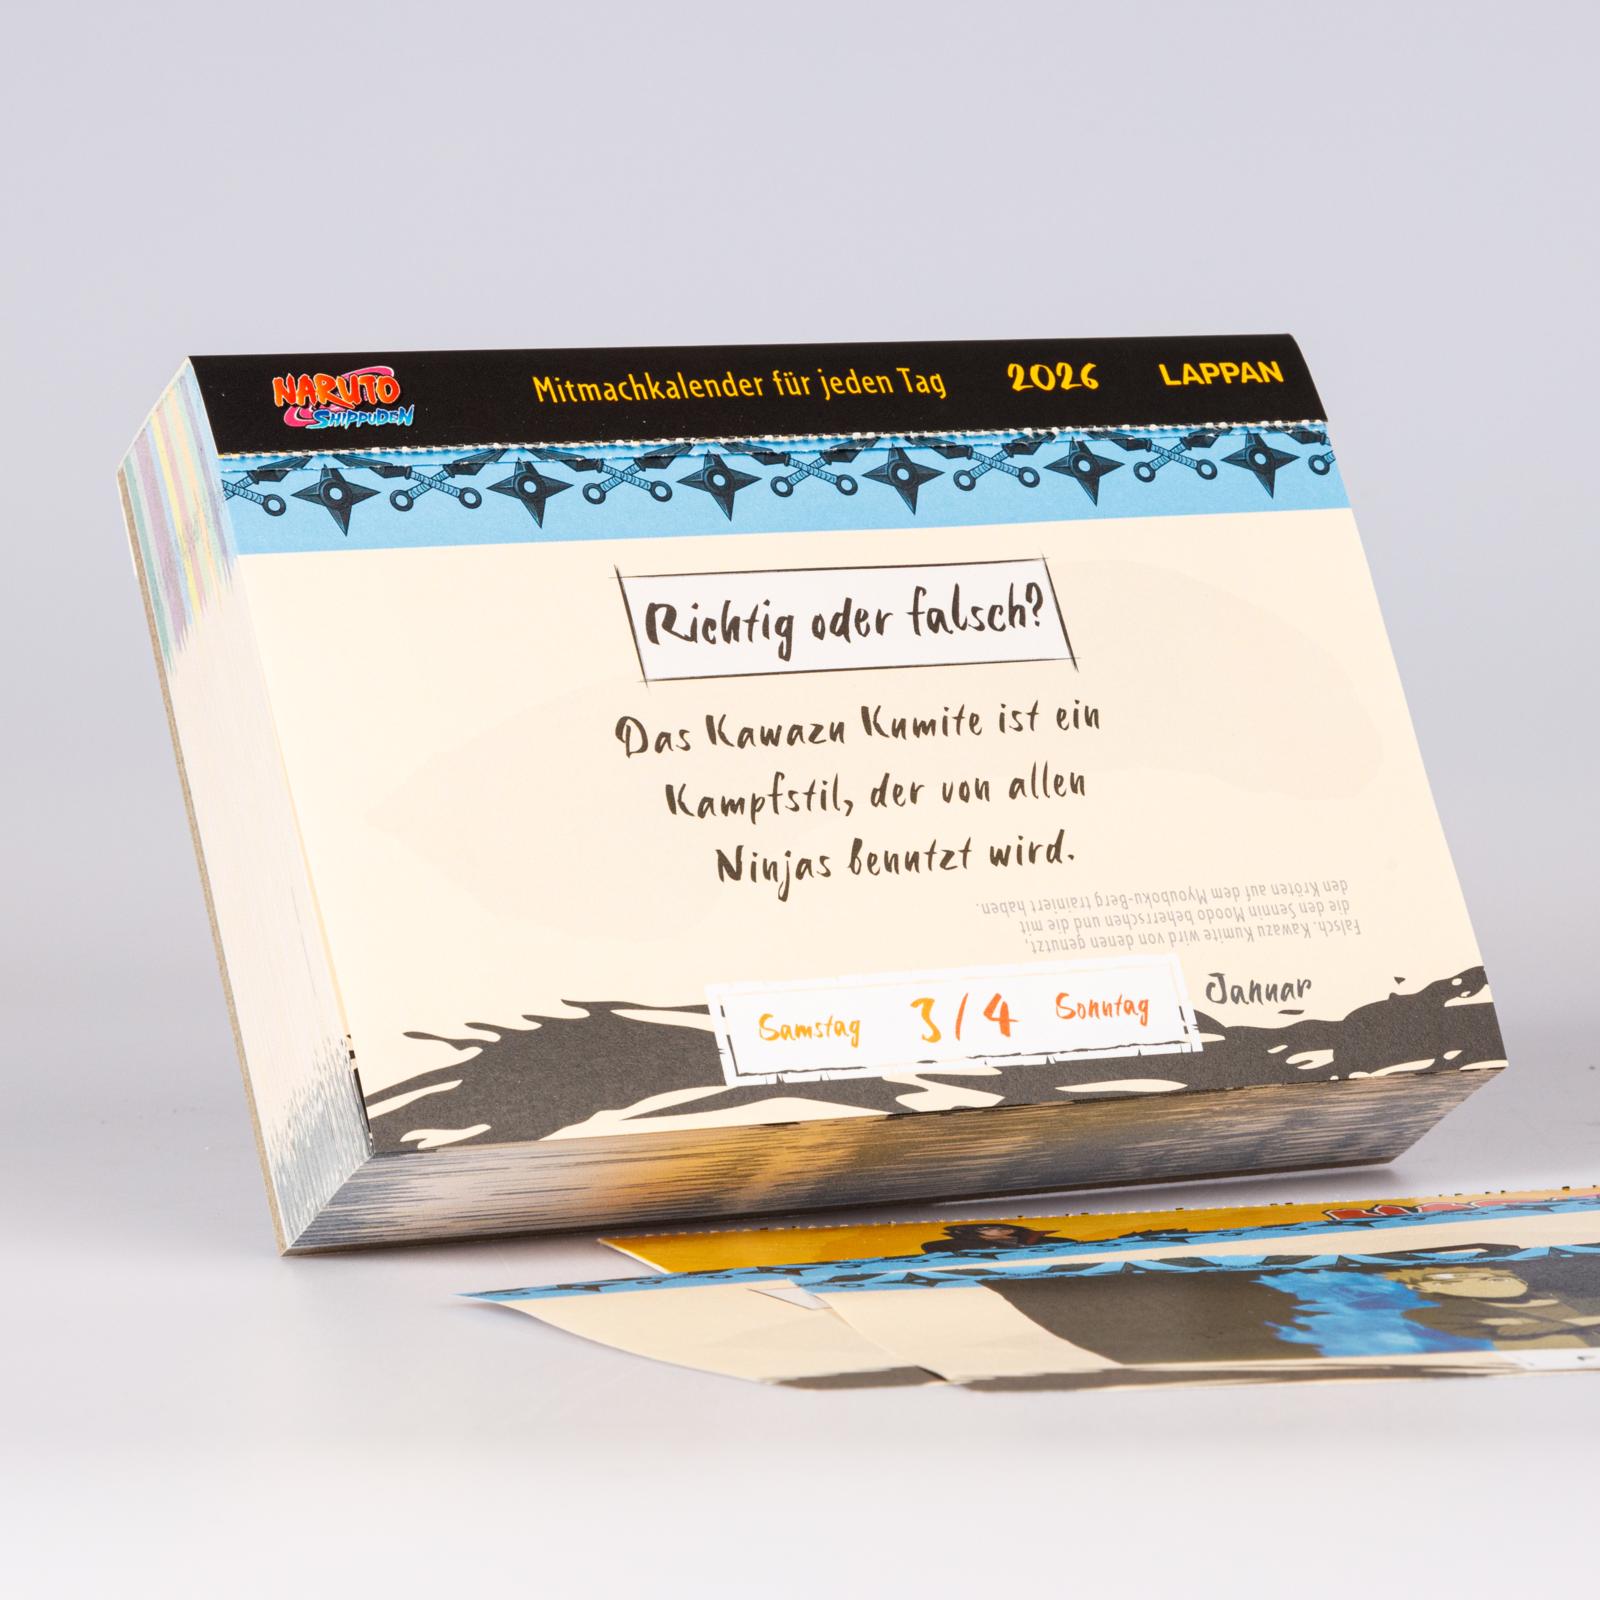 NARUTO
SHIPPUDEN
Mitmachkalender für jeden Tag
2026
LAPPAN
Richtig oder falsch?
Das Kawazu Kumite ist ein
Kampfstil, der von allen
Ninjas benutzt wird.
Falsch. Kawazu Kumite wird von denen genutzt,
die den Sennin Moodo beherrschen und die mit
den Kröten auf dem Myouboku-Berg trainiert haben.
Januar
Samstag 3/4 Sonntag